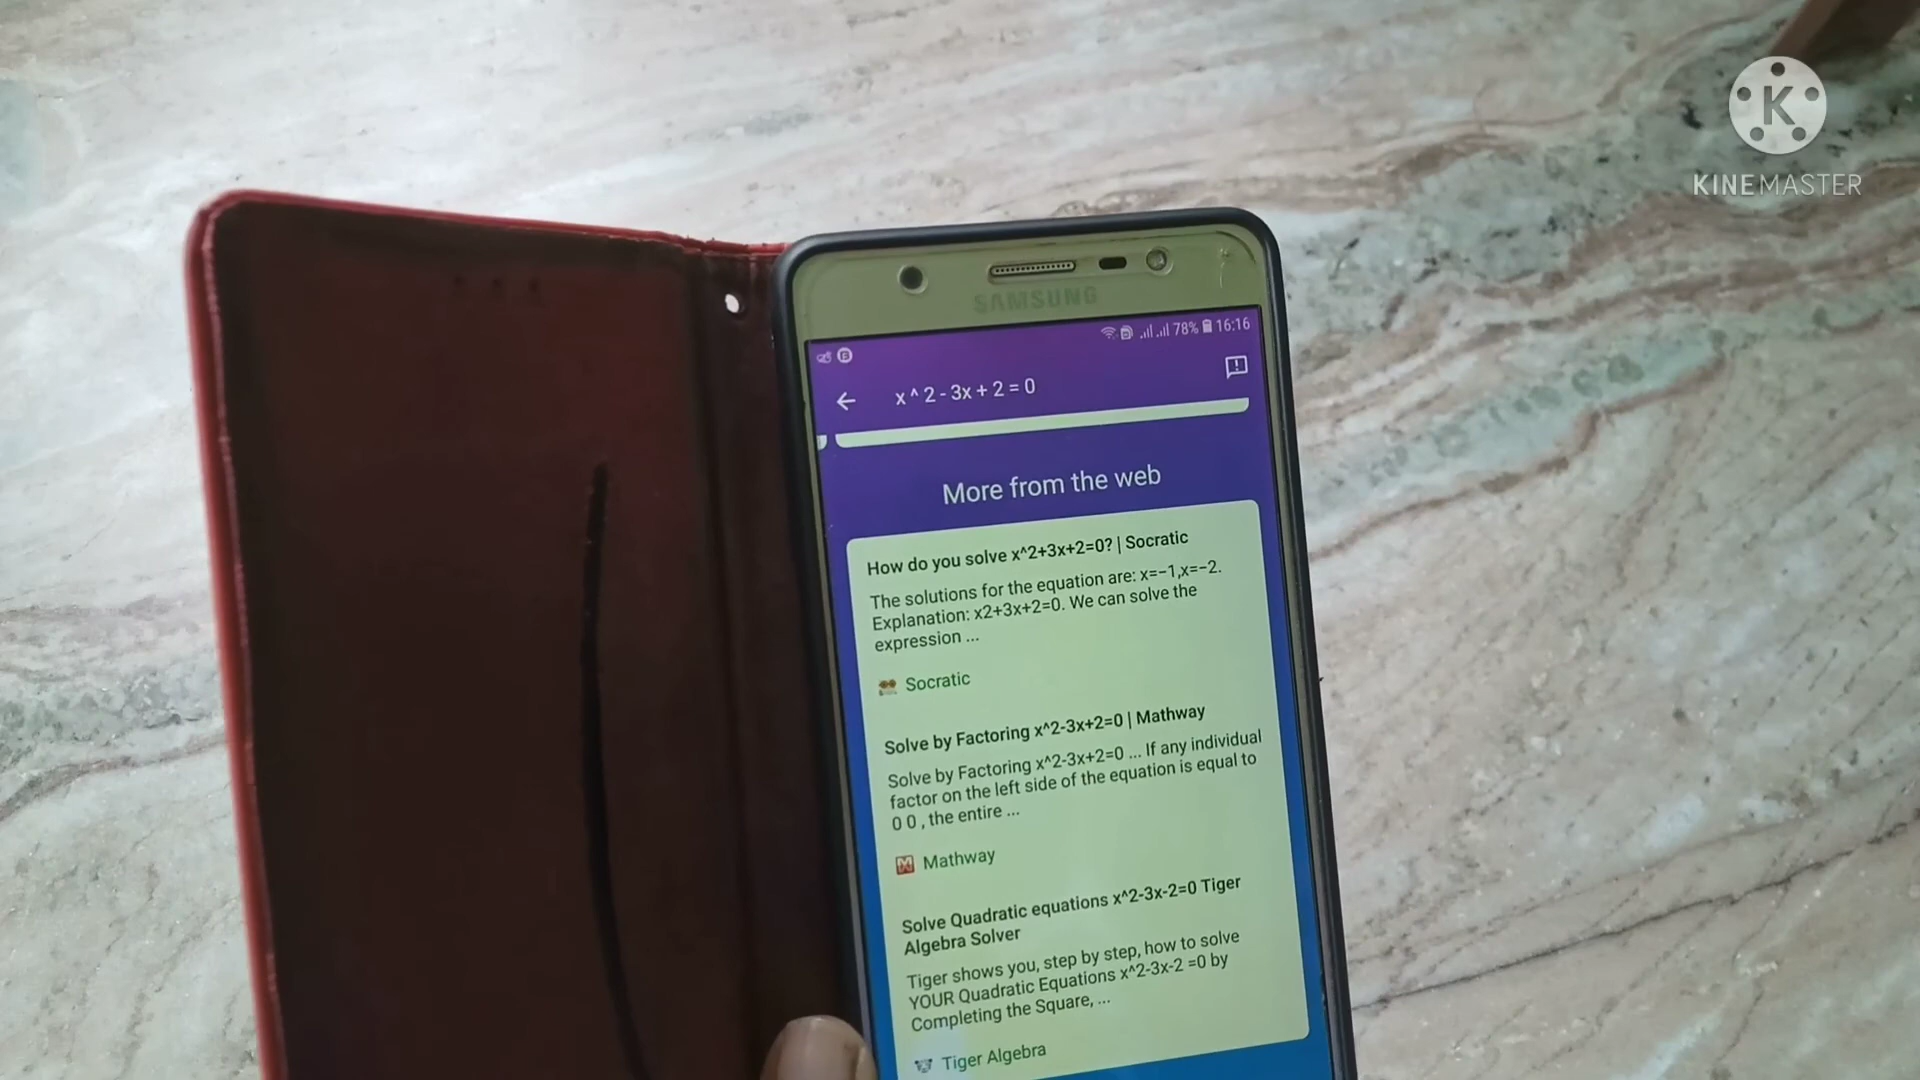 KINEMASTER
SAMSUNG
78% 16:16
x ^ 2 - 3x + 2 = 0
More from the web
How do you solve x^2+3x+2=0? | Socratic
The solutions for the equation are: x=−1,x=−2.
Explanation: x2+3x+2=0. We can solve the
expression ...
Socratic
Solve by Factoring x^2-3x+2=0 | Mathway
Solve by Factoring x^2-3x+2=0 ... If any individual
factor on the left side of the equation is equal to
0 0 , the entire ...
Mathway
Solve Quadratic equations x^2-3x-2=0 Tiger
Algebra Solver
Tiger shows you, step by step, how to solve
YOUR Quadratic Equations x^2-3x-2 =0 by
Completing the Square, ...
Tiger Algebra